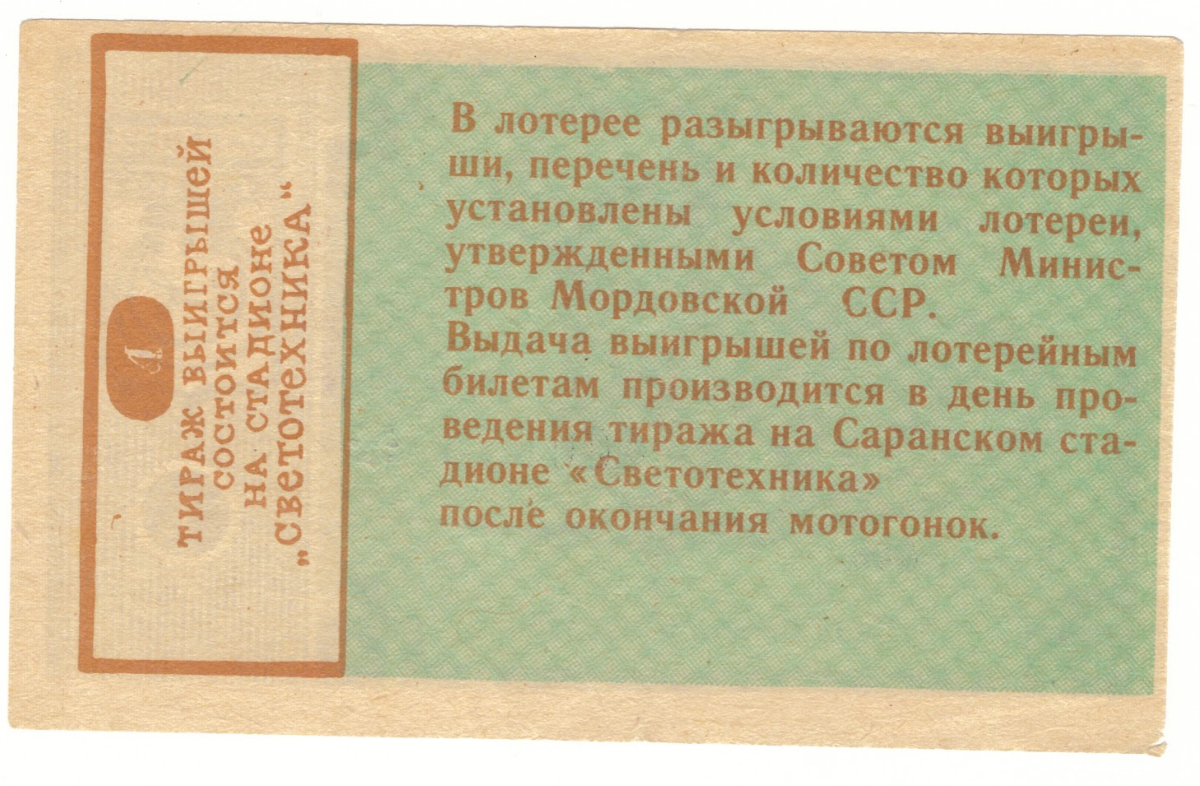 1
ТИРАЖ ВЫИГРЫШЕЙ
СОСТОИТСЯ
НА СТАДИОНЕ
„СВЕТОТЕХНИКА“
В лотерее разыгрываются выигры-
ши, перечень и количество которых
установлены условиями лотереи,
утвержденными Советом Минис-
тров Мордовской ССР.
Выдача выигрышей по лотерейным
билетам производится в день про-
ведения тиража на Саранском ста-
дионе «Светотехника»
после окончания мотогонок.